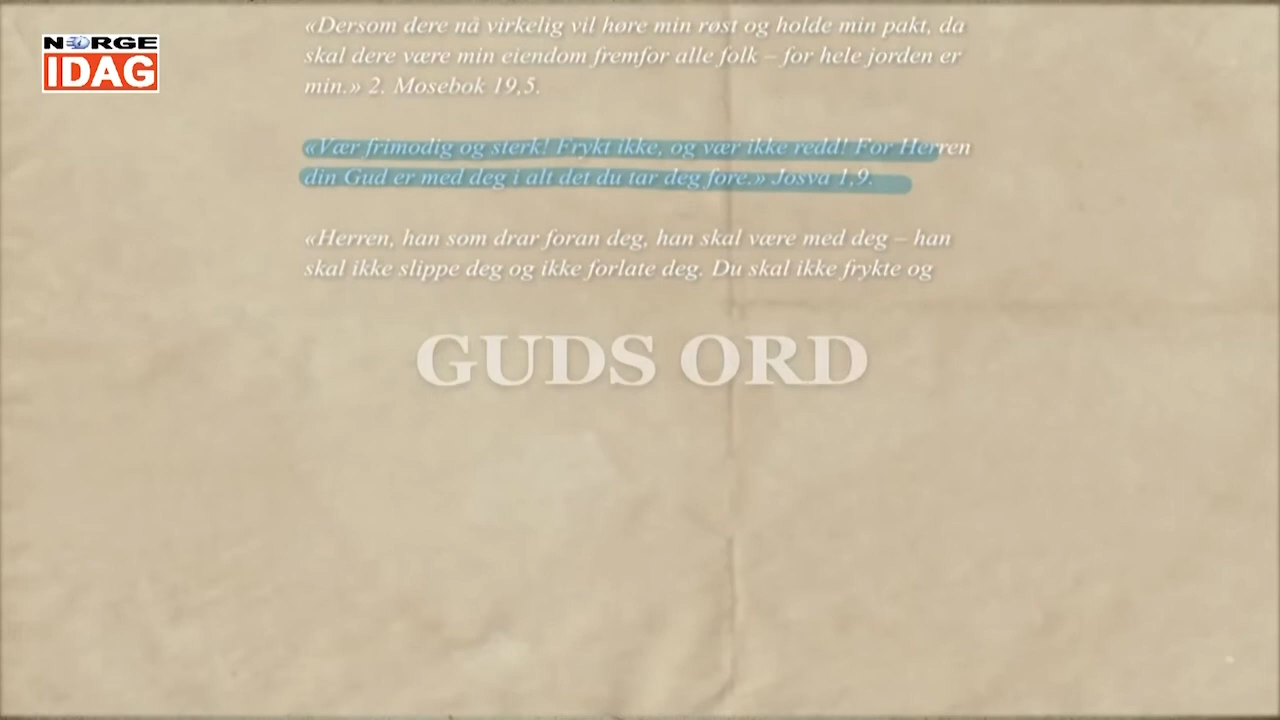 NORGE
IDAG
«Dersom dere nå virkelig vil høre min røst og holde min pakt, da
skal dere være min eiendom fremfor alle folk – for hele jorden er
min.» 2. Mosebok 19,5.
«Vær frimodig og sterk! Frykt ikke, og vær ikke redd! For Herren
din Gud er med deg i alt det du tar deg fore.» Josva 1,9.
«Herren, han som drar foran deg, han skal være med deg – han
skal ikke slippe deg og ikke forlate deg. Du skal ikke frykte og
GUDS ORD